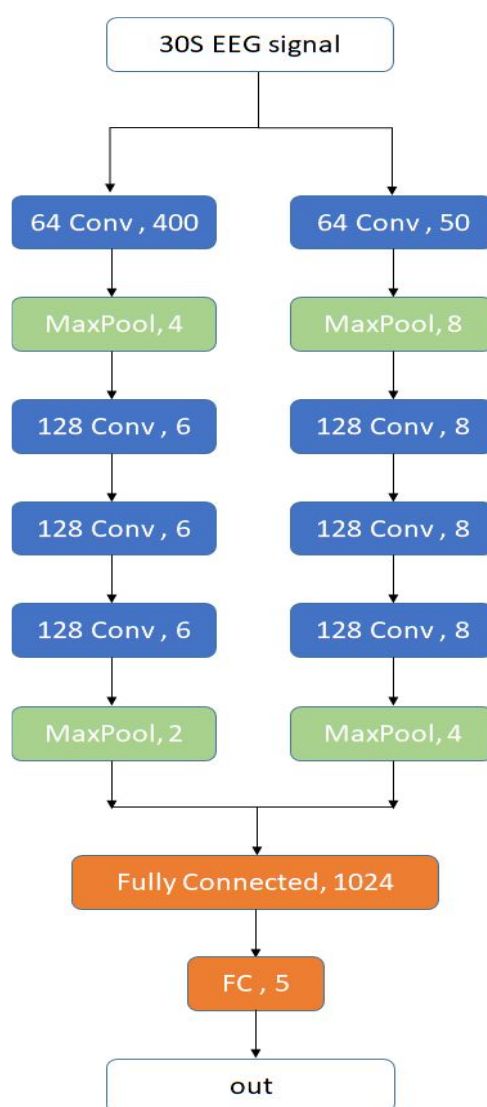 30S EEG signal
64 Conv , 400
64 Conv , 50
MaxPool, 4
MaxPool, 8
128 Conv , 6
128 Conv , 8
128 Conv , 6
128 Conv , 8
128 Conv , 6
128 Conv , 8
MaxPool, 2
MaxPool, 4
Fully Connected, 1024
FC , 5
out